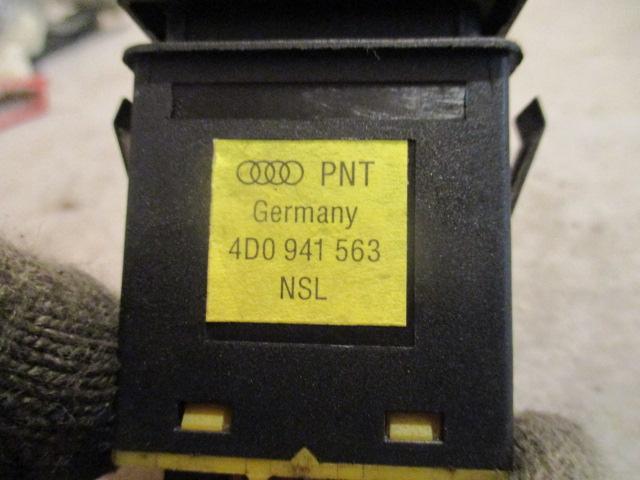 PNT
Germany
4D0 941 563
NSL